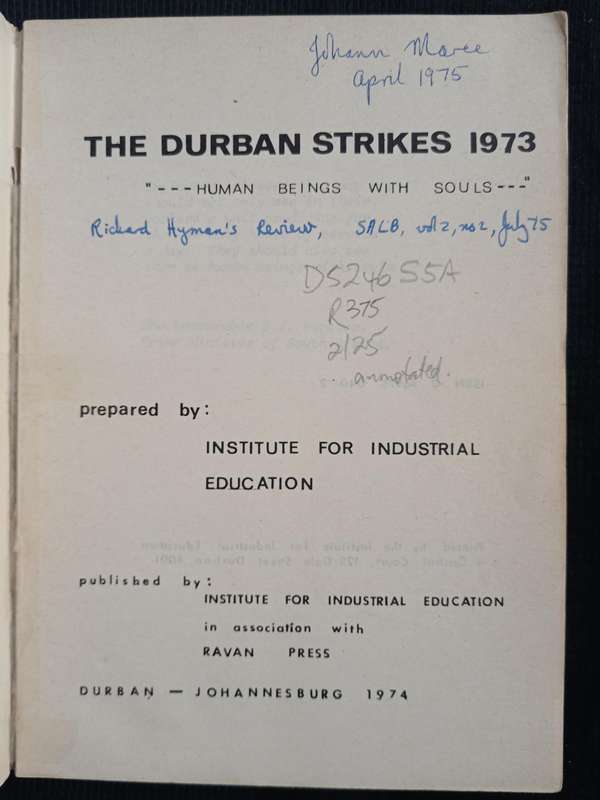 Johann Maree
April 1975
THE DURBAN STRIKES 1973
"---HUMAN BEINGS WITH SOULS---"
Richard Hyman's Review, SALB, vol 2, no 2, July 75
DS246 S5A
R375
2/25
annotated.
prepared by:
INSTITUTE FOR INDUSTRIAL
EDUCATION
published by:
INSTITUTE FOR INDUSTRIAL EDUCATION
in association with
RAVAN PRESS
DURBAN — JOHANNESBURG 1974